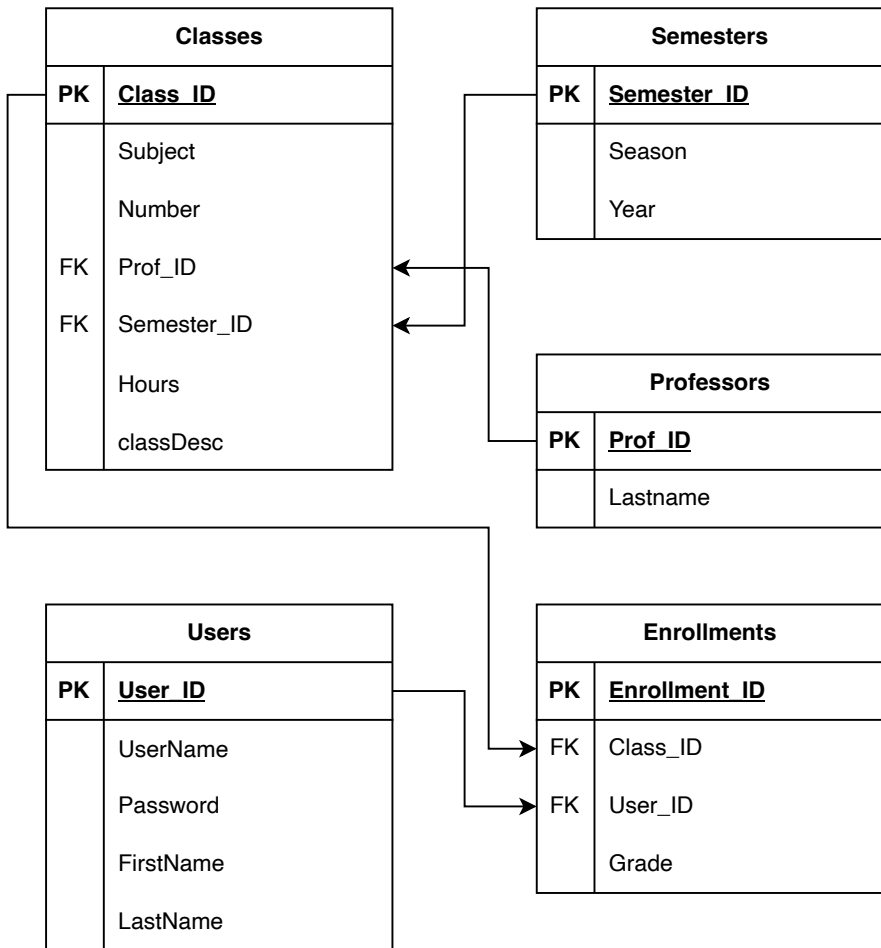 Classes
PK Class_ID
Subject
Number
FK Prof_ID
FK Semester_ID
Hours
classDesc
Semesters
PK Semester_ID
Season
Year
Professors
PK Prof_ID
Lastname
Users
PK User_ID
UserName
Password
FirstName
LastName
Enrollments
PK Enrollment_ID
FK Class_ID
FK User_ID
Grade